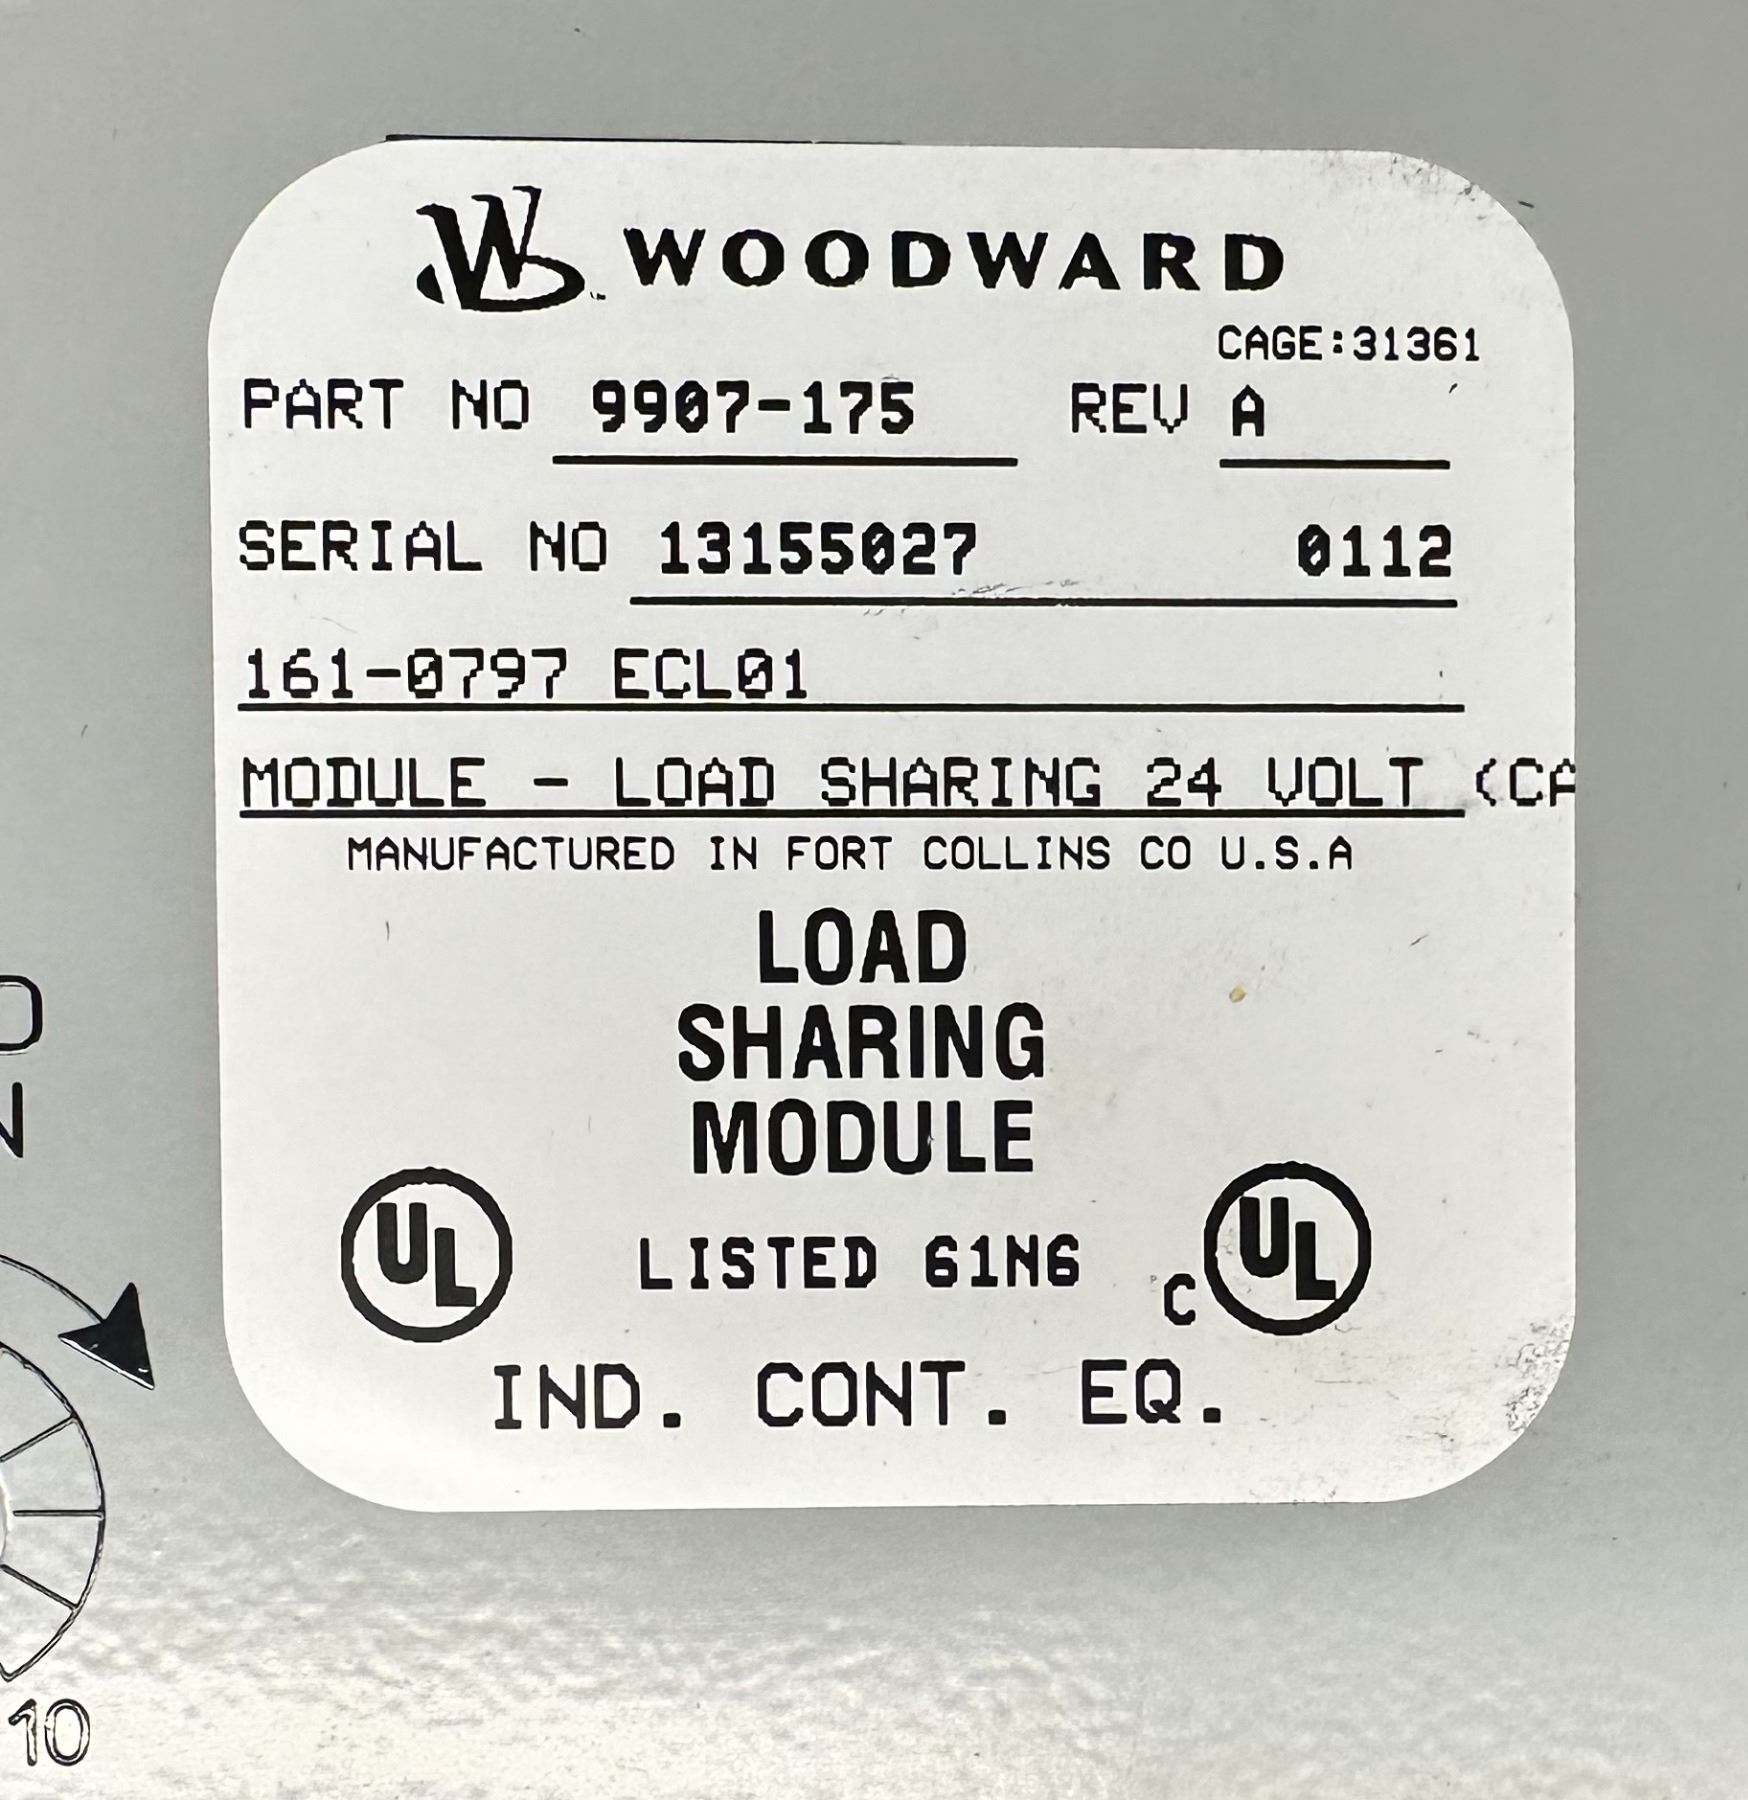 WOODWARD
CAGE:31361
PART NO 9907-175 REV A
SERIAL NO 13155027 0112
161-0797 ECL01
MODULE - LOAD SHARING 24 VOLT (CA
MANUFACTURED IN FORT COLLINS CO U.S.A
LOAD
SHARING
MODULE
UL LISTED 61N6 C UL
IND. CONT. EQ.
10